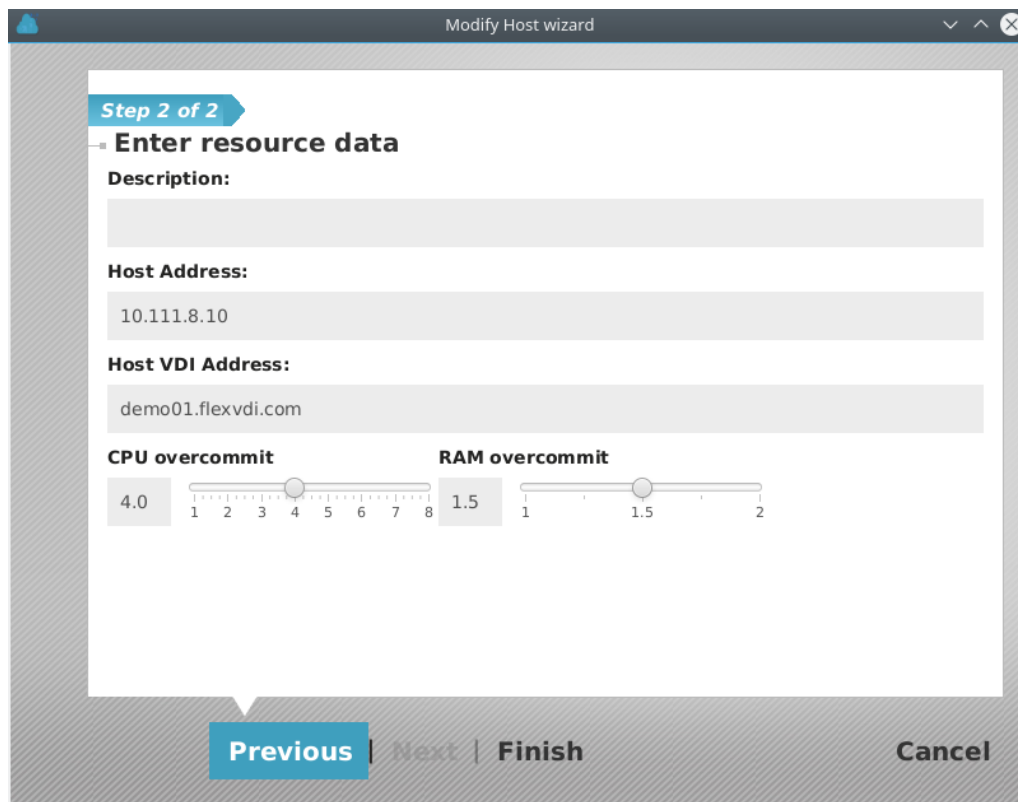 Modify Host wizard
Step 2 of 2
Enter resource data
Description:
Host Address:
10.111.8.10
Host VDI Address:
demo01.flexvdi.com
CPU overcommit RAM overcommit
4.0 1 2 3 4 5 6 7 8 1.5 1 1.5 2
Previous | Next | Finish Cancel